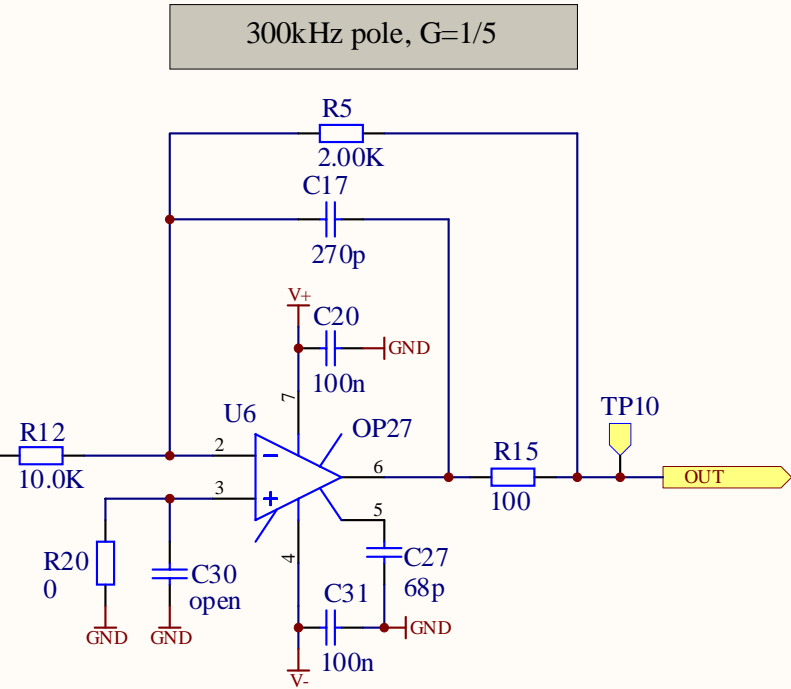 300kHz pole, G=1/5
R5
2.00K
C17
270p
V+
C20
GND
100n
7
U6
OP27
TP10
R12
2
6
R15
OUT
10.0K
3
100
5
4
R20
0
C30
open
C27
68p
C31
GND
GND
GND
100n
V-